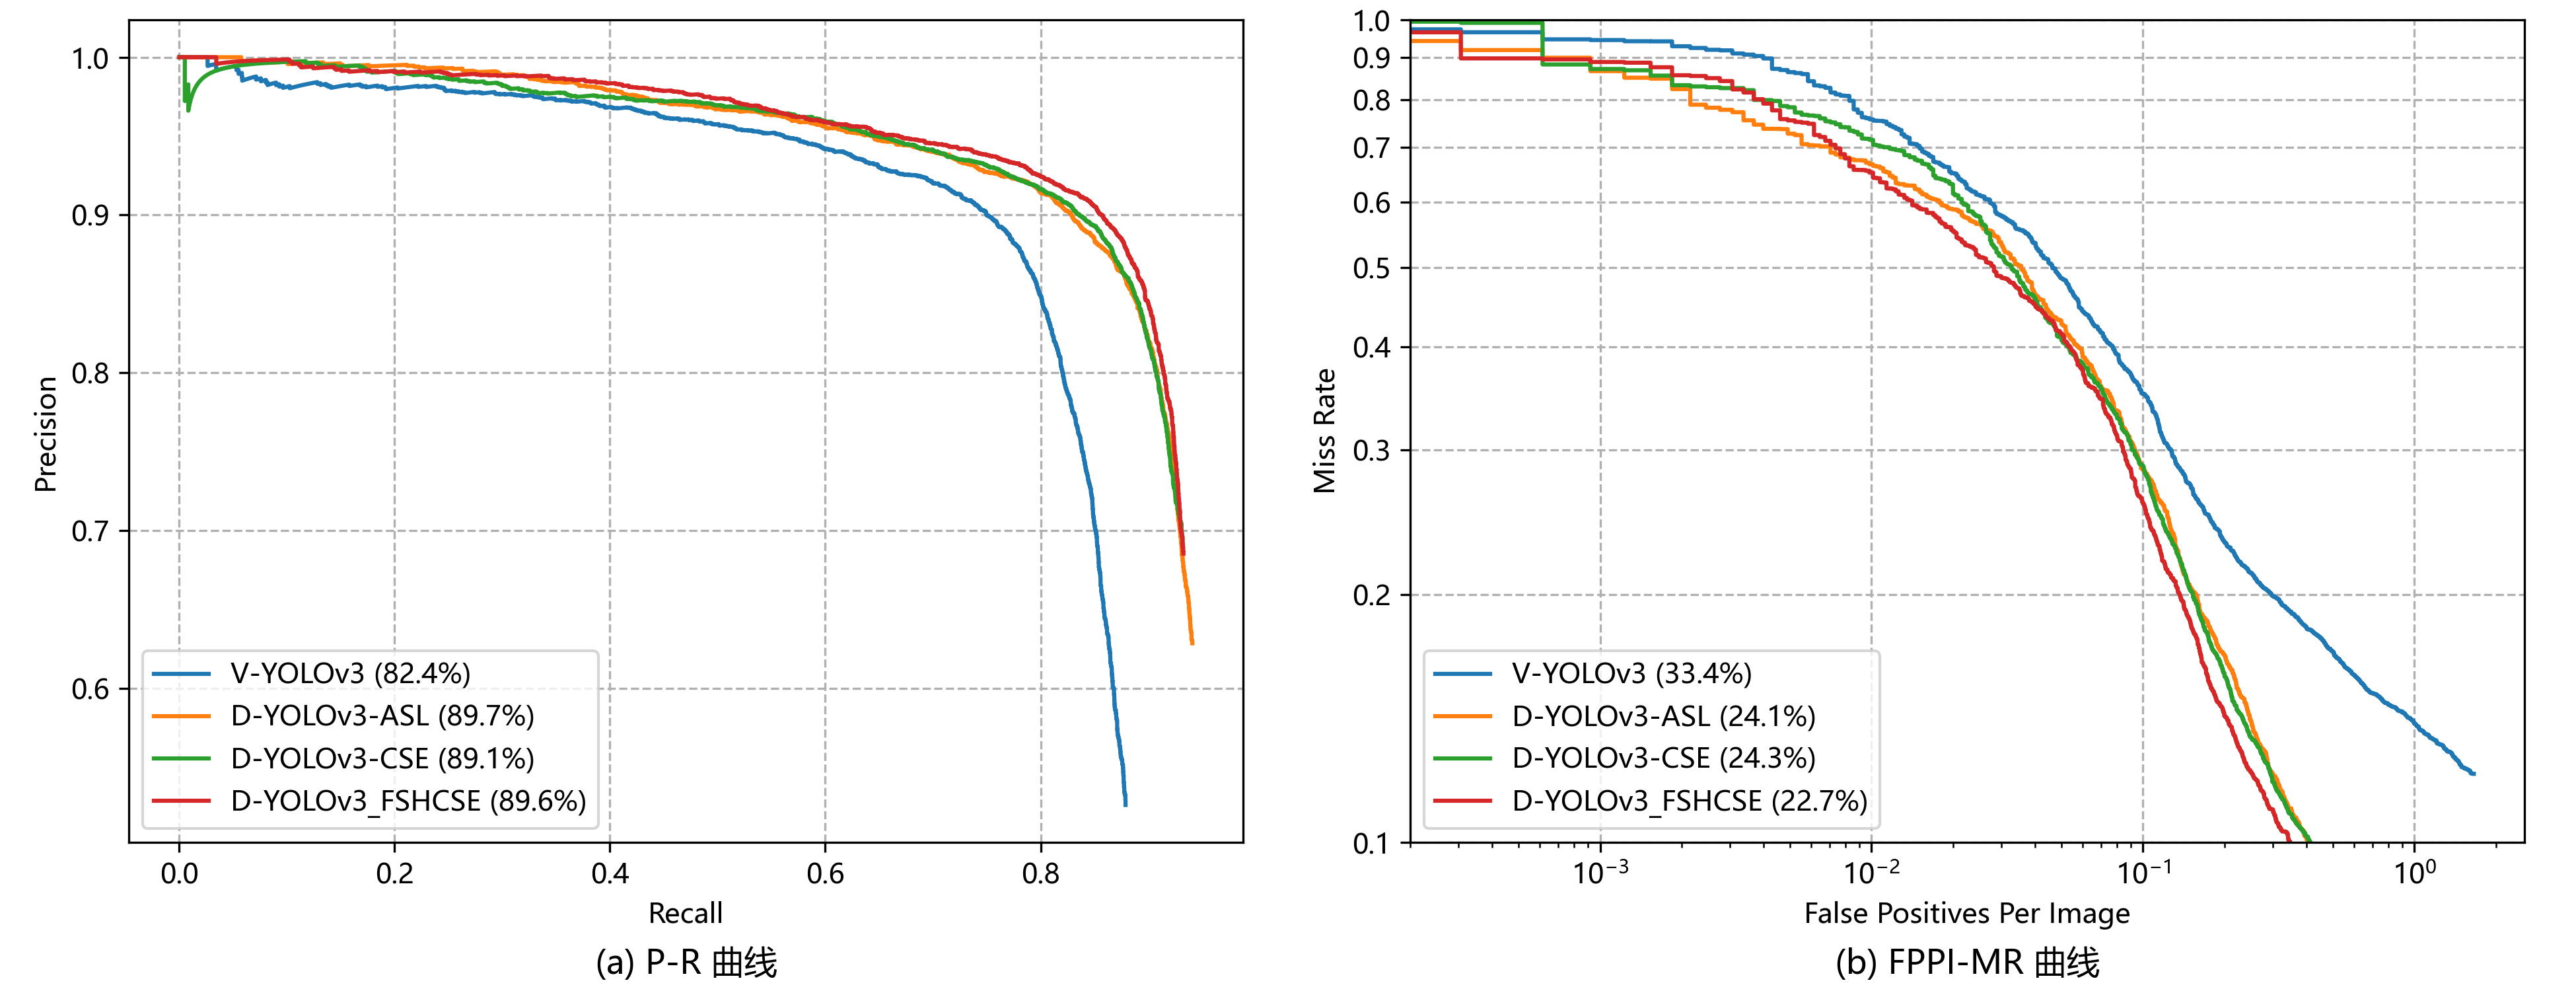 1.0
0.9
0.8
0.7
0.6
Precision
0.0 0.2 0.4 0.6 0.8
Recall
V-YOLOv3 (82.4%)
D-YOLOv3-ASL (89.7%)
D-YOLOv3-CSE (89.1%)
D-YOLOv3_FSHCSE (89.6%)
(a) P-R 曲线
1.0
0.9
0.8
0.7
0.6
0.5
0.4
0.3
0.2
0.1
Miss Rate
10⁻³ 10⁻² 10⁻¹ 10⁰
False Positives Per Image
V-YOLOv3 (33.4%)
D-YOLOv3-ASL (24.1%)
D-YOLOv3-CSE (24.3%)
D-YOLOv3_FSHCSE (22.7%)
(b) FPPI-MR 曲线